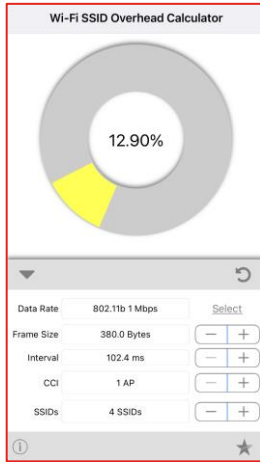 Wi-Fi SSID Overhead Calculator
12.90%
Data Rate 802.11b 1 Mbps Select
Frame Size 380.0 Bytes − +
Interval 102.4 ms − +
CCI 1 AP − +
SSIDs 4 SSIDs − +